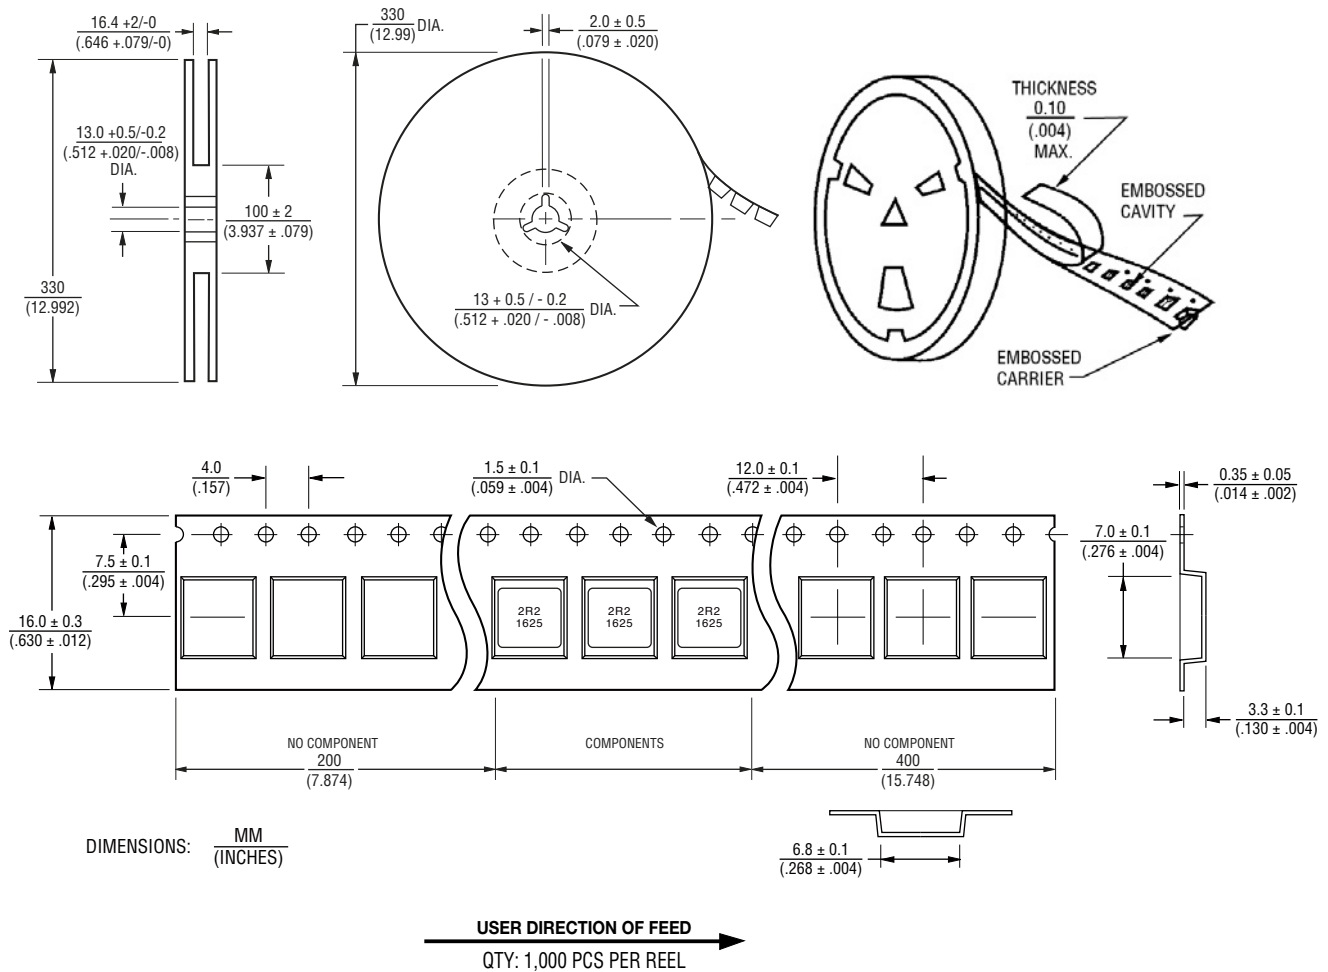 16.4 +2/-0
(.646 +.079/-0)
330
(12.99)
DIA.
2.0 ± 0.5
(.079 ± .020)
13.0 +0.5/-0.2
(.512 +.020/-.008)
DIA.
100 ± 2
(3.937 ± .079)
330
(12.992)
13 + 0.5 / - 0.2
(.512 + .020 / - .008)
DIA.
THICKNESS
0.10
(.004)
MAX.
EMBOSSED
CAVITY
EMBOSSED
CARRIER
4.0
(.157)
1.5 ± 0.1
(.059 ± .004)
DIA.
12.0 ± 0.1
(.472 ± .004)
0.35 ± 0.05
(.014 ± .002)
7.5 ± 0.1
(.295 ± .004)
7.0 ± 0.1
(.276 ± .004)
16.0 ± 0.3
(.630 ± .012)
2R2
1625
2R2
1625
2R2
1625
3.3 ± 0.1
(.130 ± .004)
NO COMPONENT
200
(7.874)
COMPONENTS
NO COMPONENT
400
(15.748)
DIMENSIONS:
MM
(INCHES)
6.8 ± 0.1
(.268 ± .004)
USER DIRECTION OF FEED
QTY: 1,000 PCS PER REEL